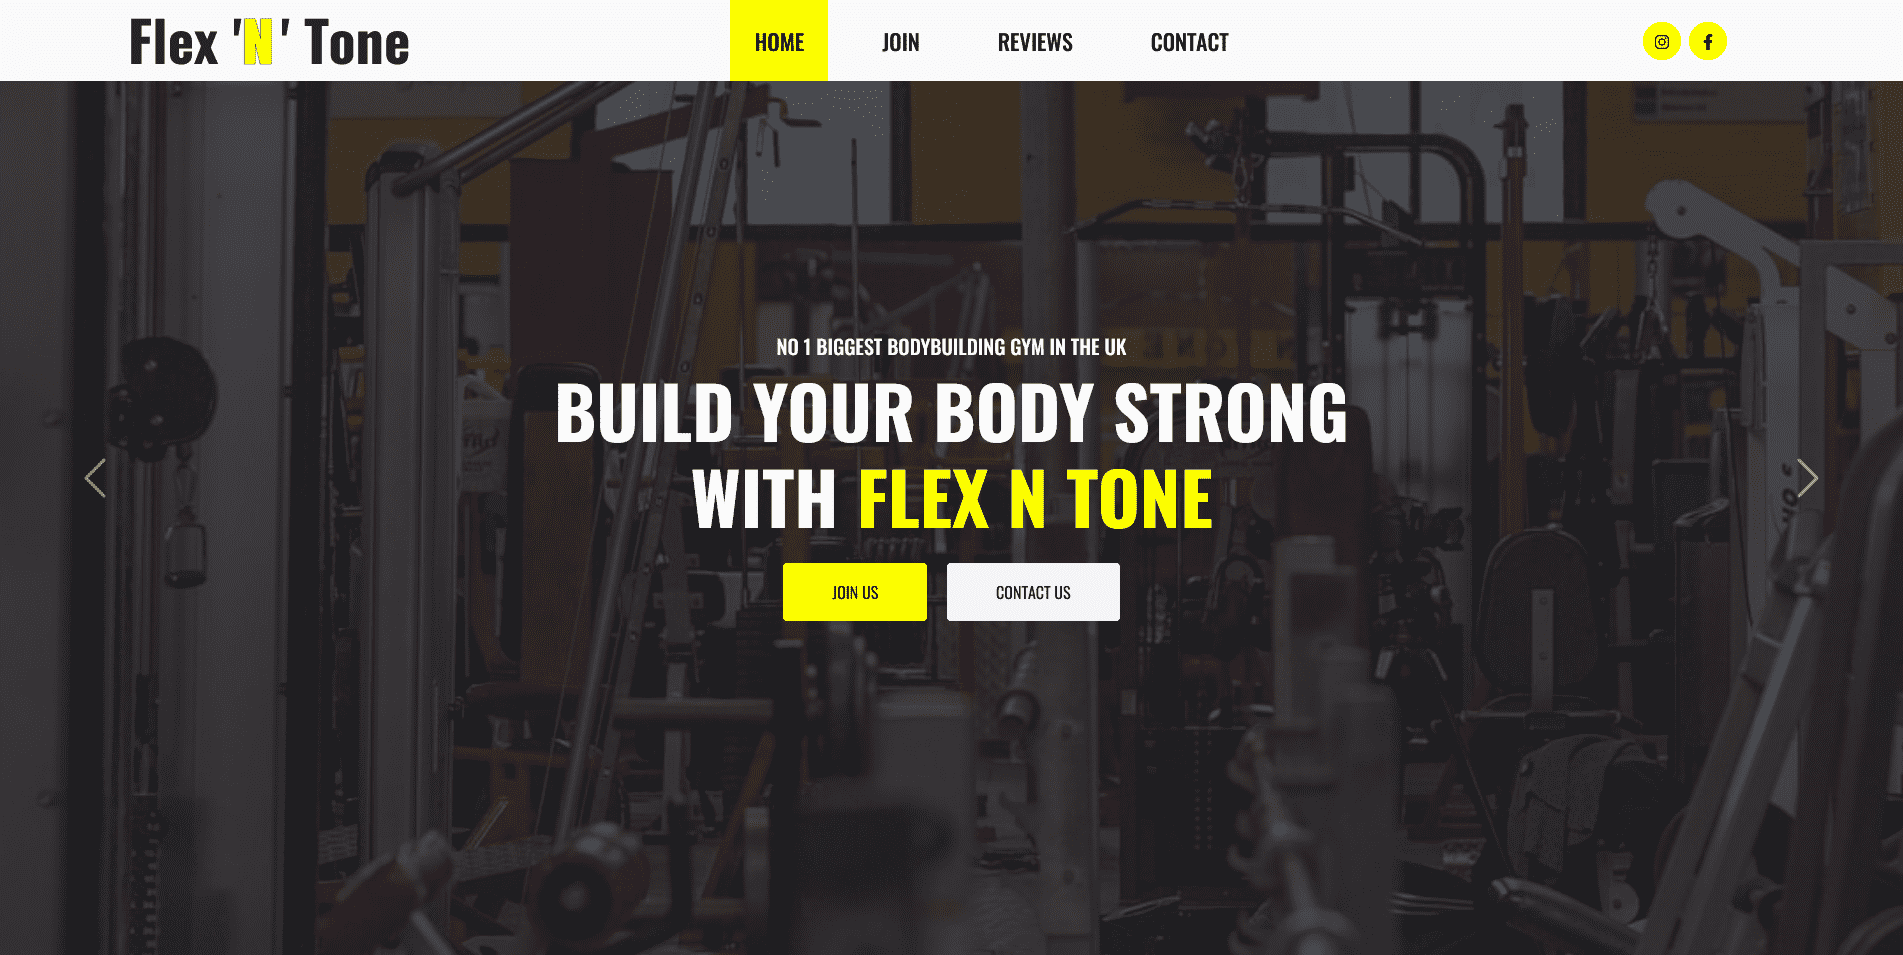 Flex 'N' Tone
HOME JOIN REVIEWS CONTACT
NO 1 BIGGEST BODYBUILDING GYM IN THE UK
BUILD YOUR BODY STRONG
WITH FLEX N TONE
JOIN US CONTACT US